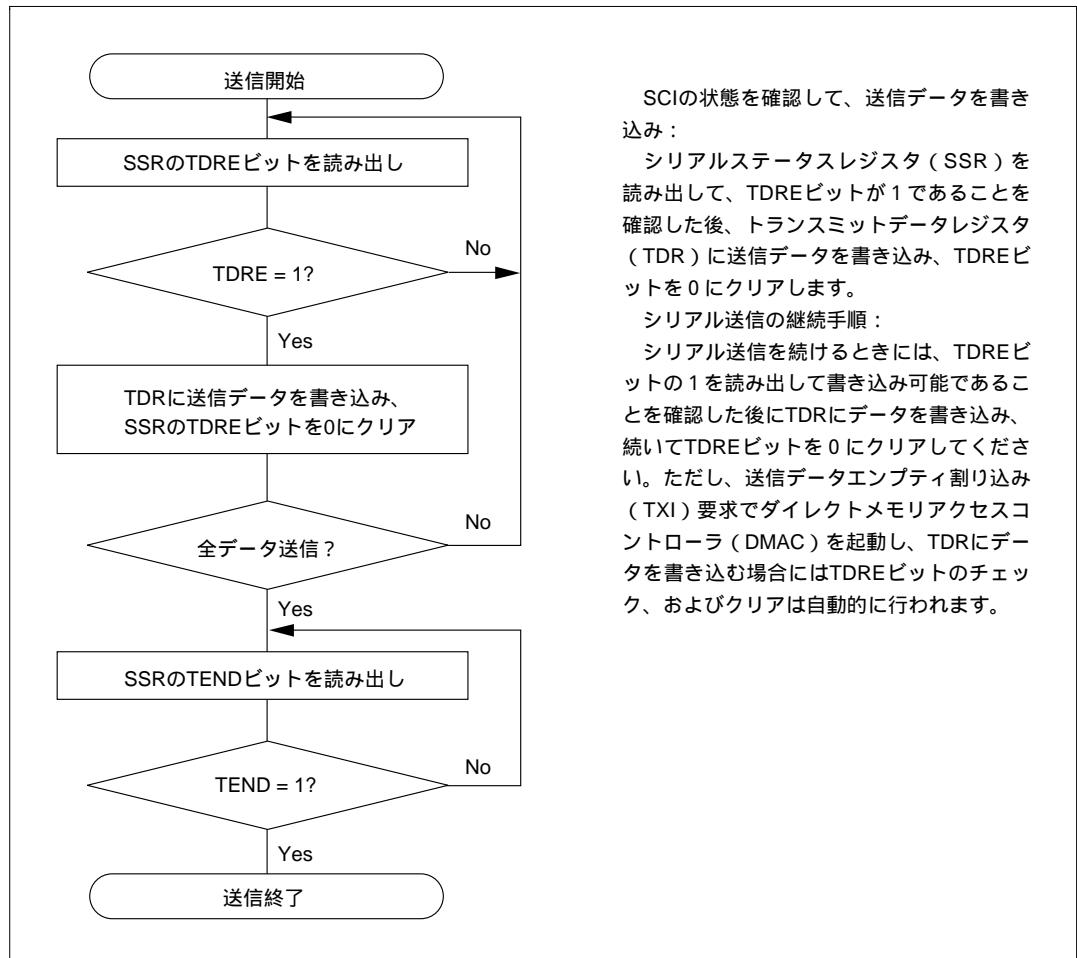 送信開始
SSRのTDREビットを読み出し
TDRE = 1?
No
Yes
TDRに送信データを書き込み、
SSRのTDREビットを0にクリア
全データ送信？
No
Yes
SSRのTENDビットを読み出し
TEND = 1?
No
Yes
送信終了
SCIの状態を確認して、送信データを書き
込み：
シリアルステータスレジスタ（SSR）を
読み出して、TDREビットが１であることを
確認した後、トランスミットデータレジスタ
（TDR）に送信データを書き込み、TDREビ
ットを０にクリアします。
シリアル送信の継続手順：
シリアル送信を続けるときには、TDREビ
ットの１を読み出して書き込み可能であるこ
とを確認した後にTDRにデータを書き込み、
続いてTDREビットを０にクリアしてくださ
い。ただし、送信データエンプティ割り込み
（TXI）要求でダイレクトメモリアクセスコ
ントローラ（DMAC）を起動し、TDRにデー
タを書き込む場合にはTDREビットのチェッ
ク、およびクリアは自動的に行われます。